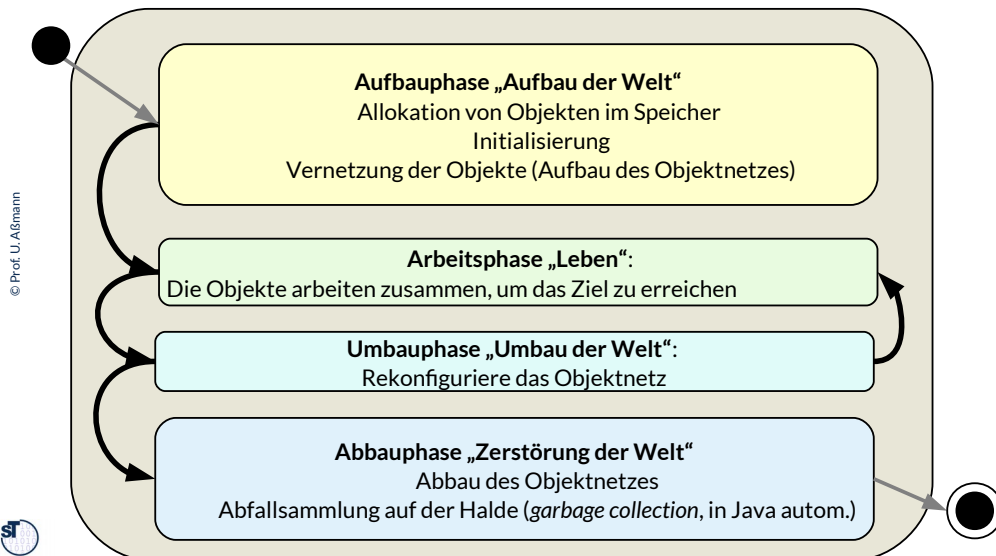 Aufbauphase „Aufbau der Welt“
Allokation von Objekten im Speicher
Initialisierung
Vernetzung der Objekte (Aufbau des Objektnetzes)
Arbeitsphase „Leben“:
Die Objekte arbeiten zusammen, um das Ziel zu erreichen
Umbauphase „Umbau der Welt“:
Rekonfiguriere das Objektnetz
Abbauphase „Zerstörung der Welt“
Abbau des Objektnetzes
Abfallsammlung auf der Halde (garbage collection, in Java autom.)
© Prof. U. Aßmann
ST